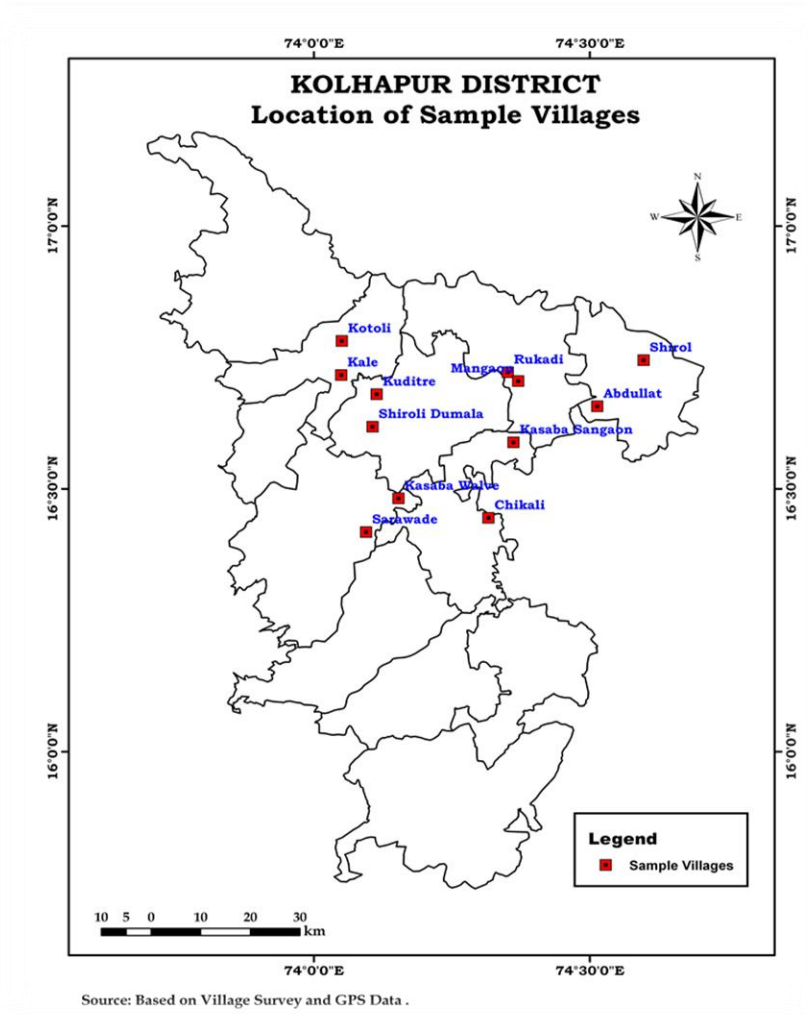 74°0'0"E
74°30'0"E
KOLHAPUR DISTRICT
Location of Sample Villages
N
W
E
S
17°0'0"N
17°0'0"N
Kotoli
Shirol
Kale
Mangaon
Rukadi
Kuditre
Abdullat
Shiroli Dumala
Kasaba Sangaon
16°30'0"N
16°30'0"N
Kasaba Walve
Chikali
Sarawade
16°0'0"N
16°0'0"N
Legend
Sample Villages
10 5 0 10 20 30
km
74°0'0"E
74°30'0"E
Source: Based on Village Survey and GPS Data .